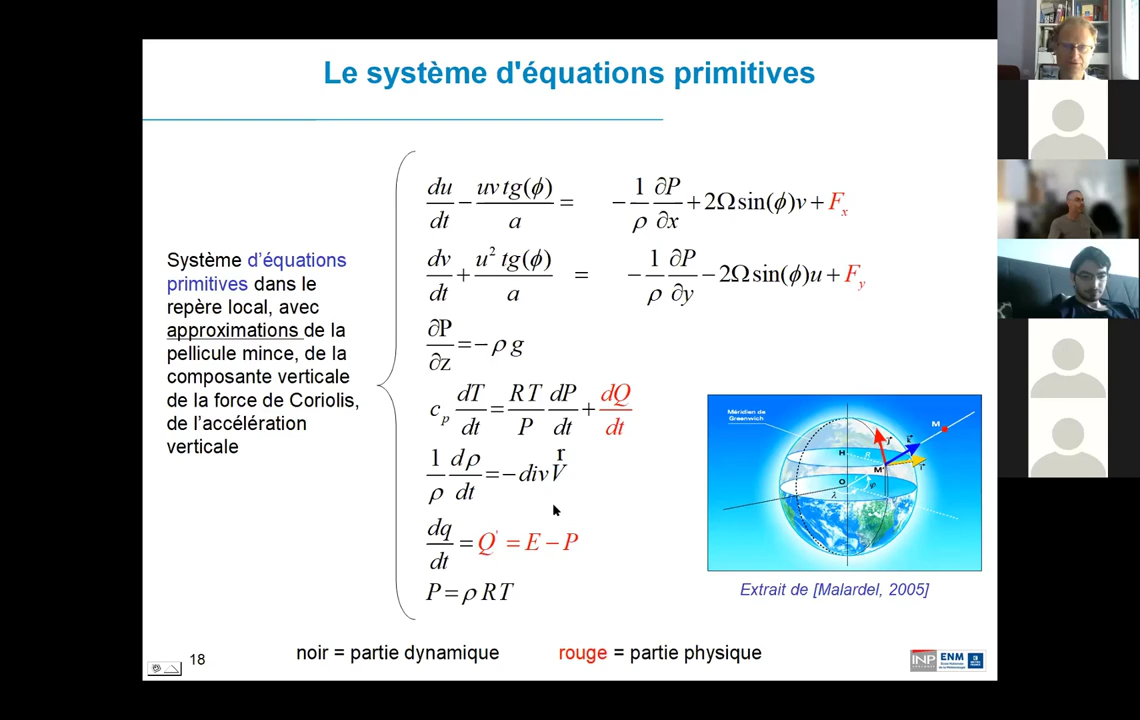 Le système d'équations primitives
Système d'équations
primitives dans le
repère local, avec
approximations de la
pellicule mince, de la
composante verticale
de la force de Coriolis,
de l'accélération
verticale
du/dt − uv tg(ϕ)/a = −1/ρ ∂P/∂x + 2Ω sin(ϕ)v + Fx
dv/dt + u² tg(ϕ)/a = −1/ρ ∂P/∂y − 2Ω sin(ϕ)u + Fy
∂P/∂z = −ρ g
cp dT/dt = RT/P dP/dt + dQ/dt
1/ρ dρ/dt = −div V r
dq/dt = Q' = E − P
P = ρ RT
Méridien de
Greenwich
M
H
R
M'
O
φ
λ
Extrait de [Malardel, 2005]
noir = partie dynamique
rouge = partie physique
18
INP
ENM